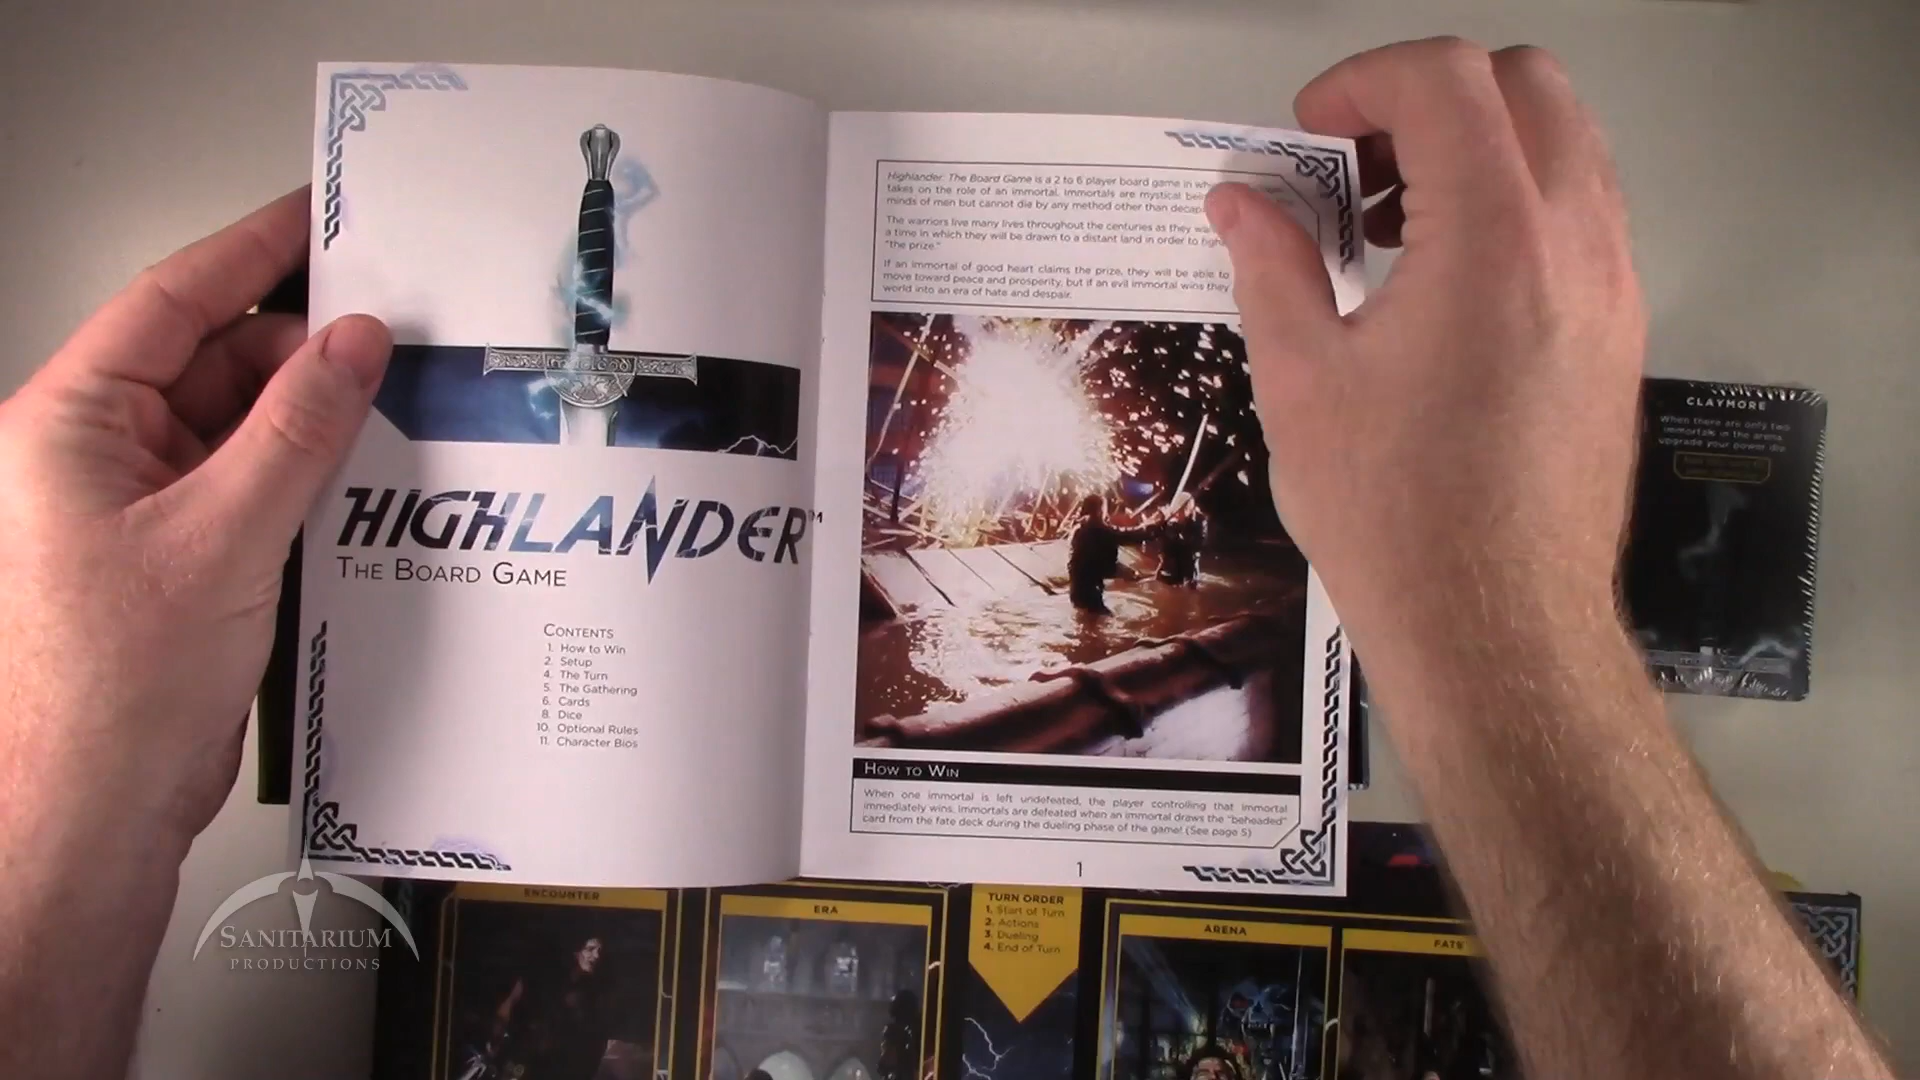 HIGHLANDER™
THE BOARD GAME
CONTENTS
1. How to Win
2. Setup
4. The Turn
5. The Gathering
6. Cards
8. Dice
10. Optional Rules
11. Character Bios
Highlander: The Board Game is a 2 to 6 player board game in
takes on the role of an immortal. Immortals are mystical
minds of men but cannot die by any method other than
The warriors live many lives throughout the centuries as they
a time in which they will be drawn to a distant land in order to
"the prize."
If an immortal of good heart claims the prize, they will be able to
move toward peace and prosperity, but if an evil immortal wins they
world into an era of hate and despair.
HOW TO WIN
When one immortal is left undefeated, the player controlling that immortal
immediately wins. Immortals are defeated when an immortal draws the "beheaded"
card from the fate deck during the dueling phase of the game! (See page 5)
1
CLAYMORE
When there are only two
immortals in the arena
upgrade your power die
ENCOUNTER
ERA
TURN ORDER
1. Start of Turn
2. Actions
3. Dueling
4. End of Turn
ARENA
FATE
SANITARIUM
PRODUCTIONS